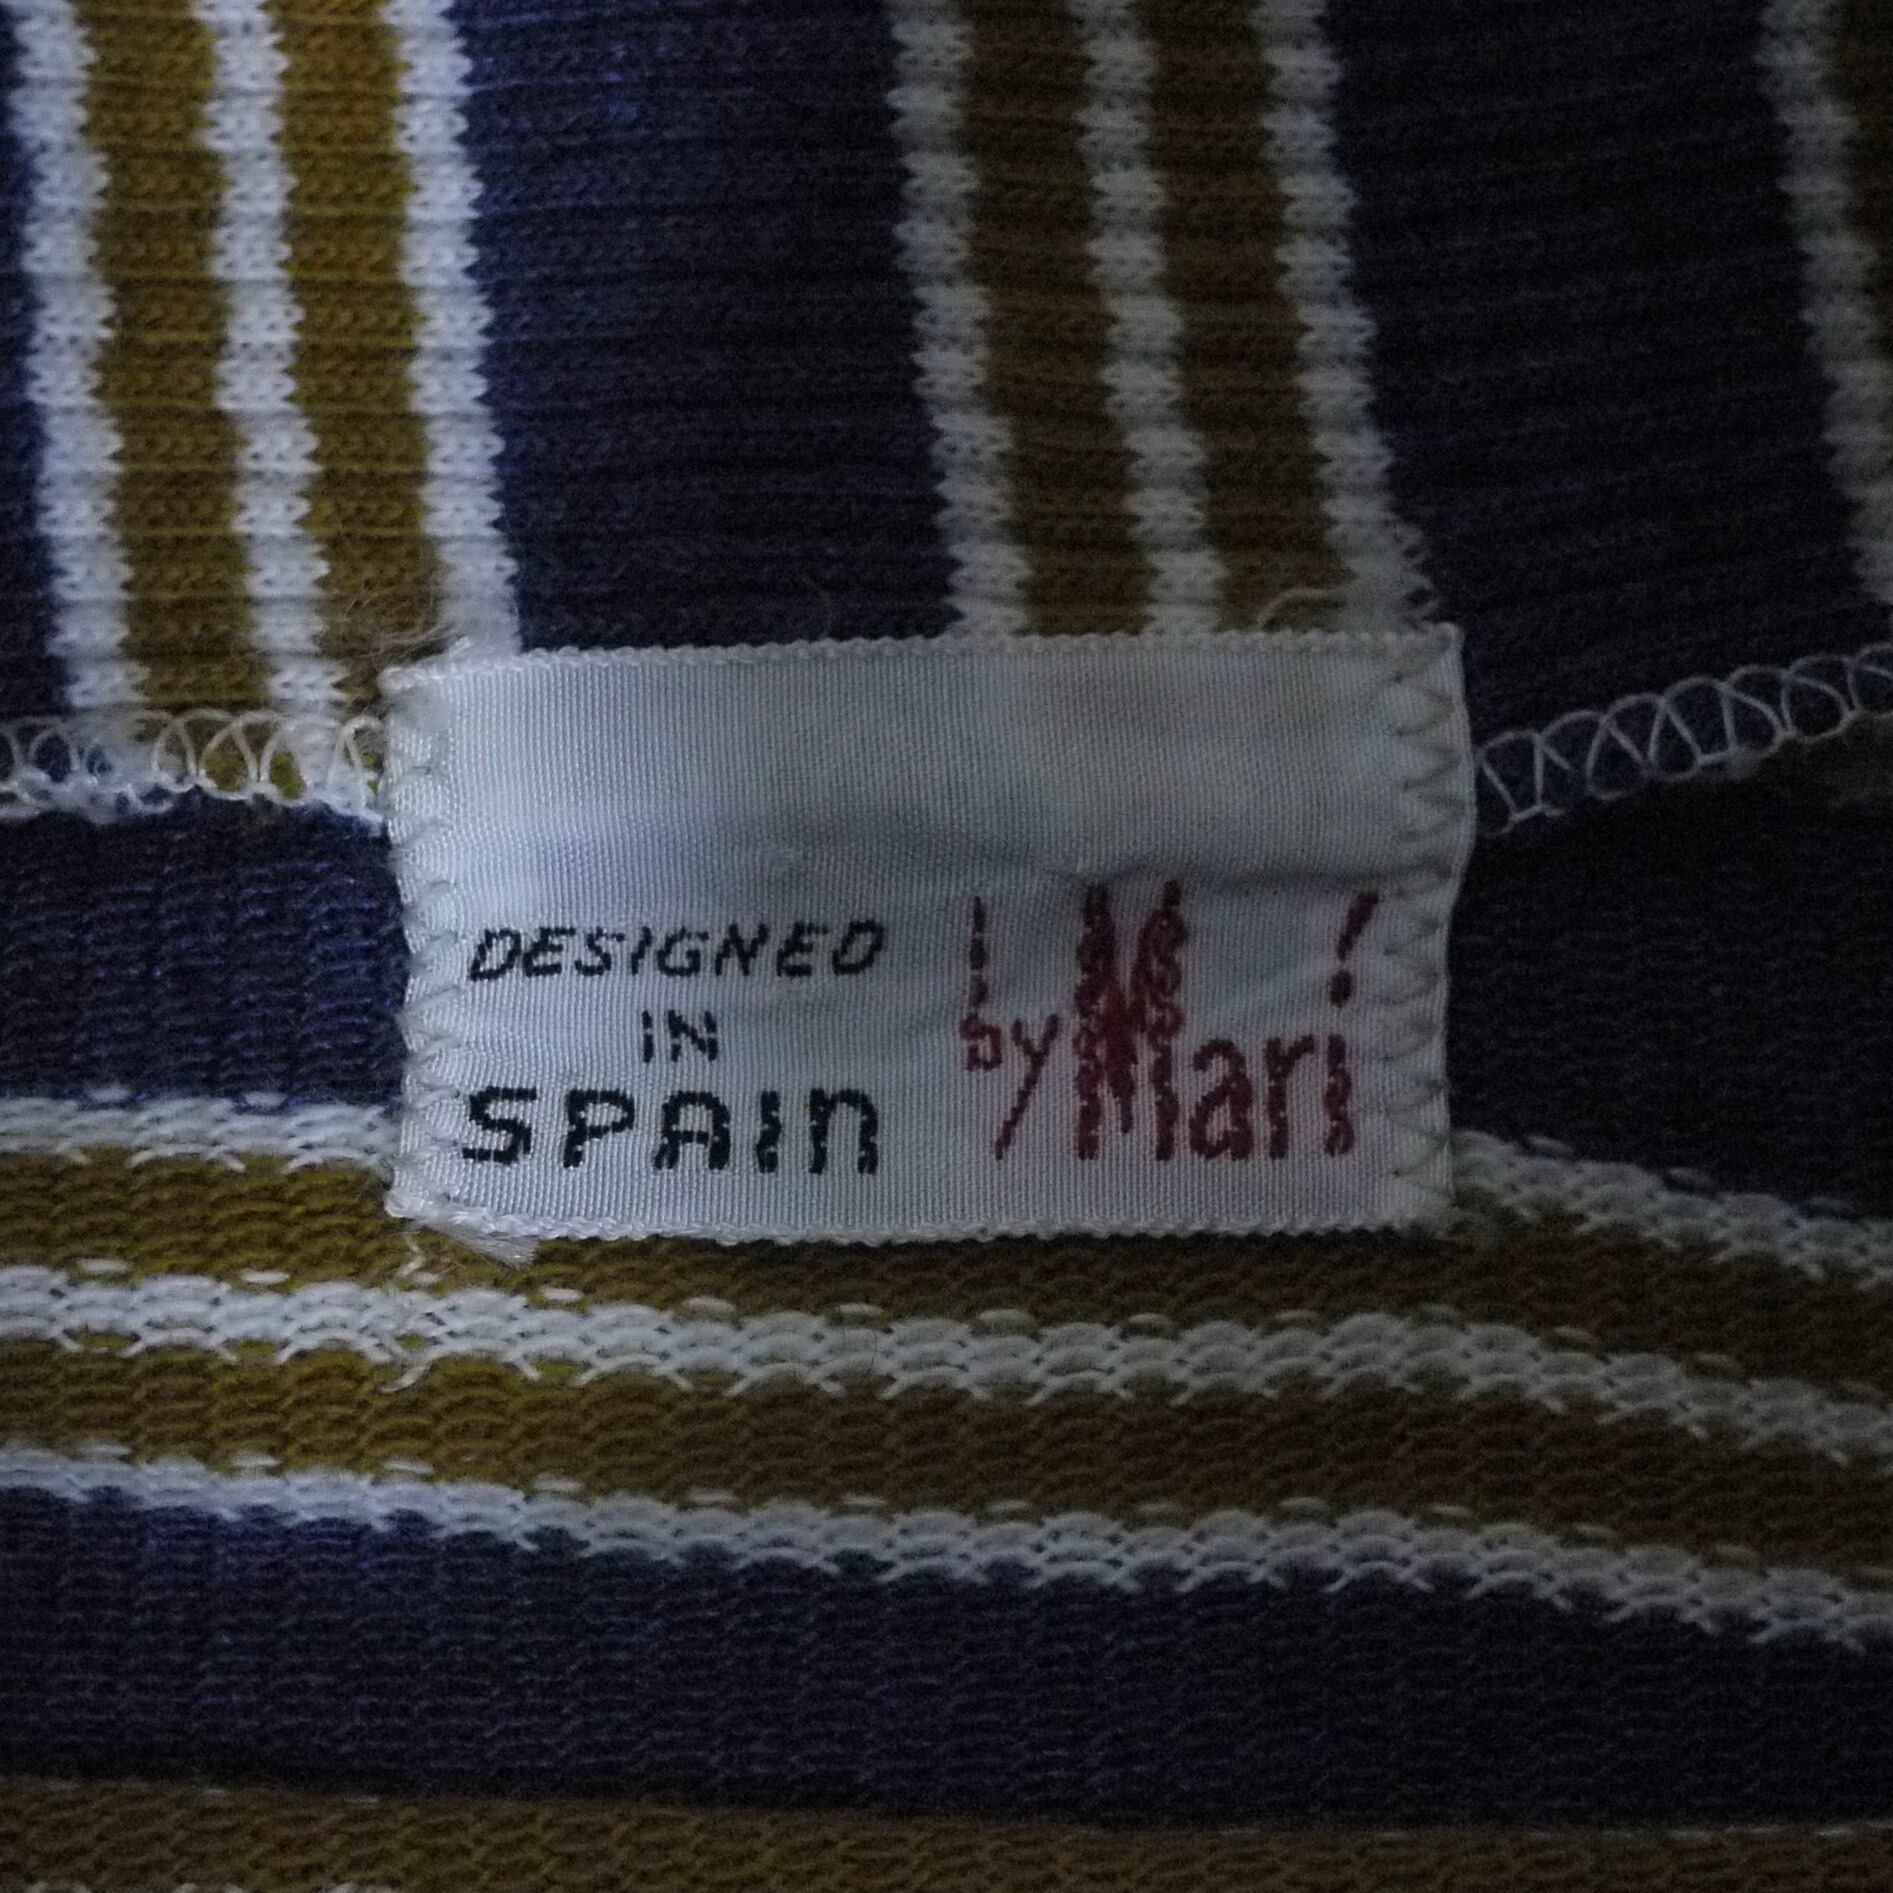 DESIGNED
IN
SPAIN
by Mari